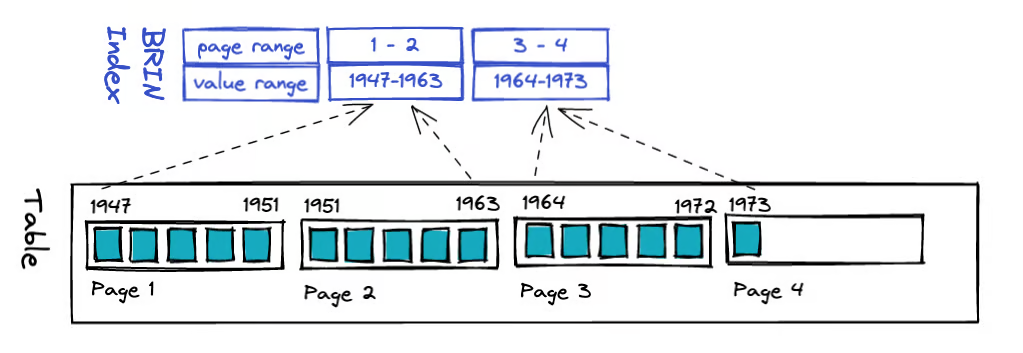 BRIN
Index
page range
1 - 2
3 - 4
value range
1947-1963
1964-1973
Table
1947
1951
1951
1963
1964
1972
1973
Page 1
Page 2
Page 3
Page 4